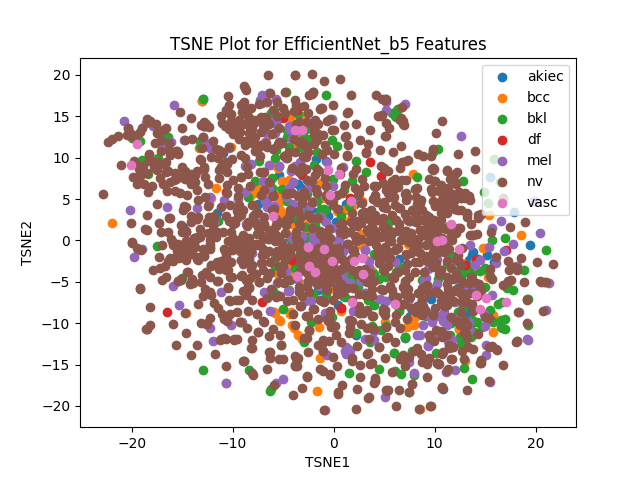 TSNE Plot for EfficientNet_b5 Features
20
15
10
5
0
−5
−10
−15
−20
TSNE2
−20
−10
0
10
20
TSNE1
akiec
bcc
bkl
df
mel
nv
vasc